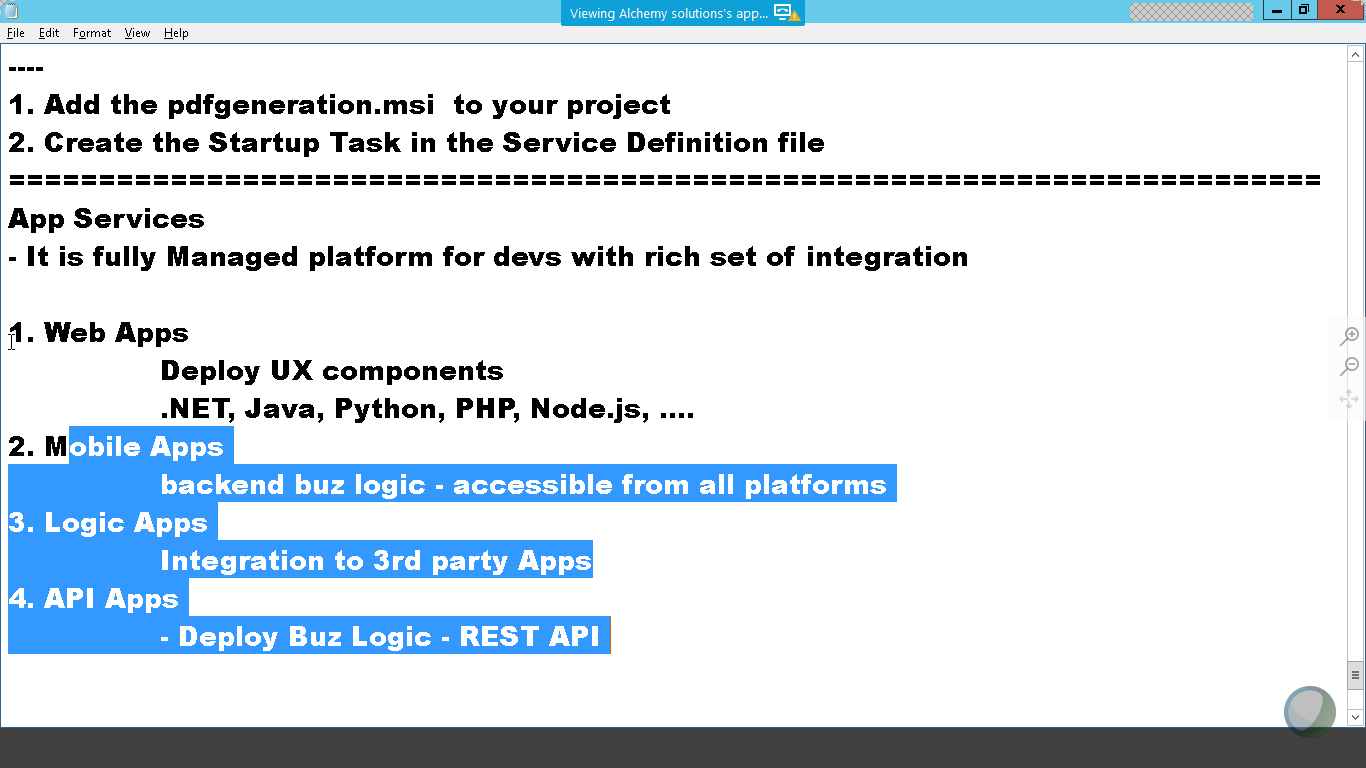 Viewing Alchemy solutions's app...
File Edit Format View Help
----
1. Add the pdfgeneration.msi  to your project
2. Create the Startup Task in the Service Definition file
==========================================================================
App Services
- It is fully Managed platform for devs with rich set of integration
1. Web Apps
Deploy UX components
.NET, Java, Python, PHP, Node.js, ....
2. Mobile Apps
backend buz logic - accessible from all platforms
3. Logic Apps
Integration to 3rd party Apps
4. API Apps
- Deploy Buz Logic - REST API